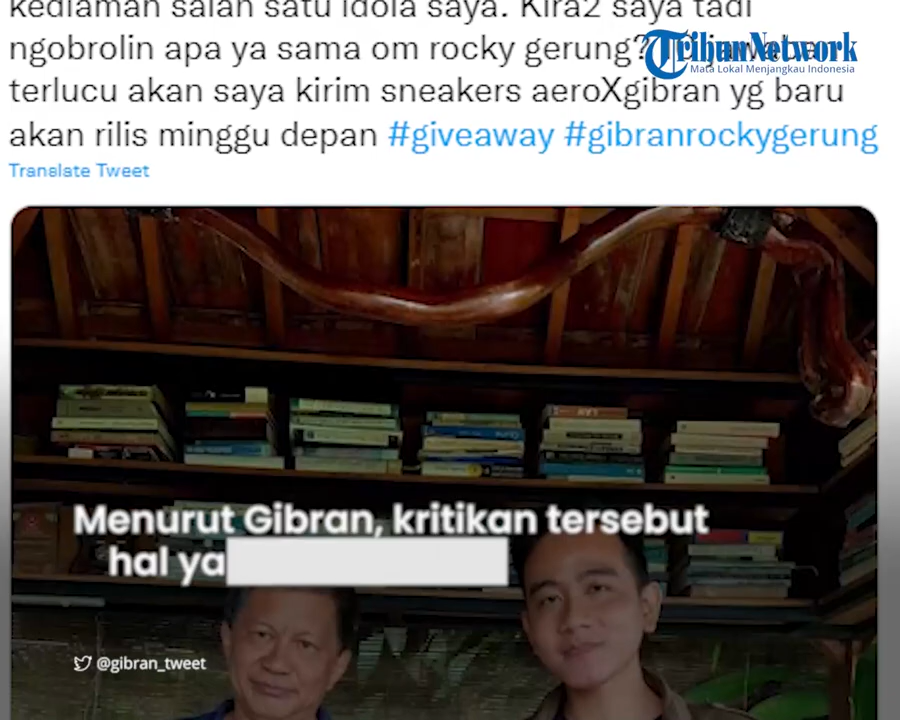 kediaman salah satu idola saya. Kira2 saya tadi
ngobrolin apa ya sama om rocky gerung?
Tribun Network
Mata Lokal Menjangkau Indonesia
terlucu akan saya kirim sneakers aeroXgibran yg baru
akan rilis minggu depan #giveaway #gibranrockygerung
Translate Tweet
Menurut Gibran, kritikan tersebut
hal ya
@gibran_tweet